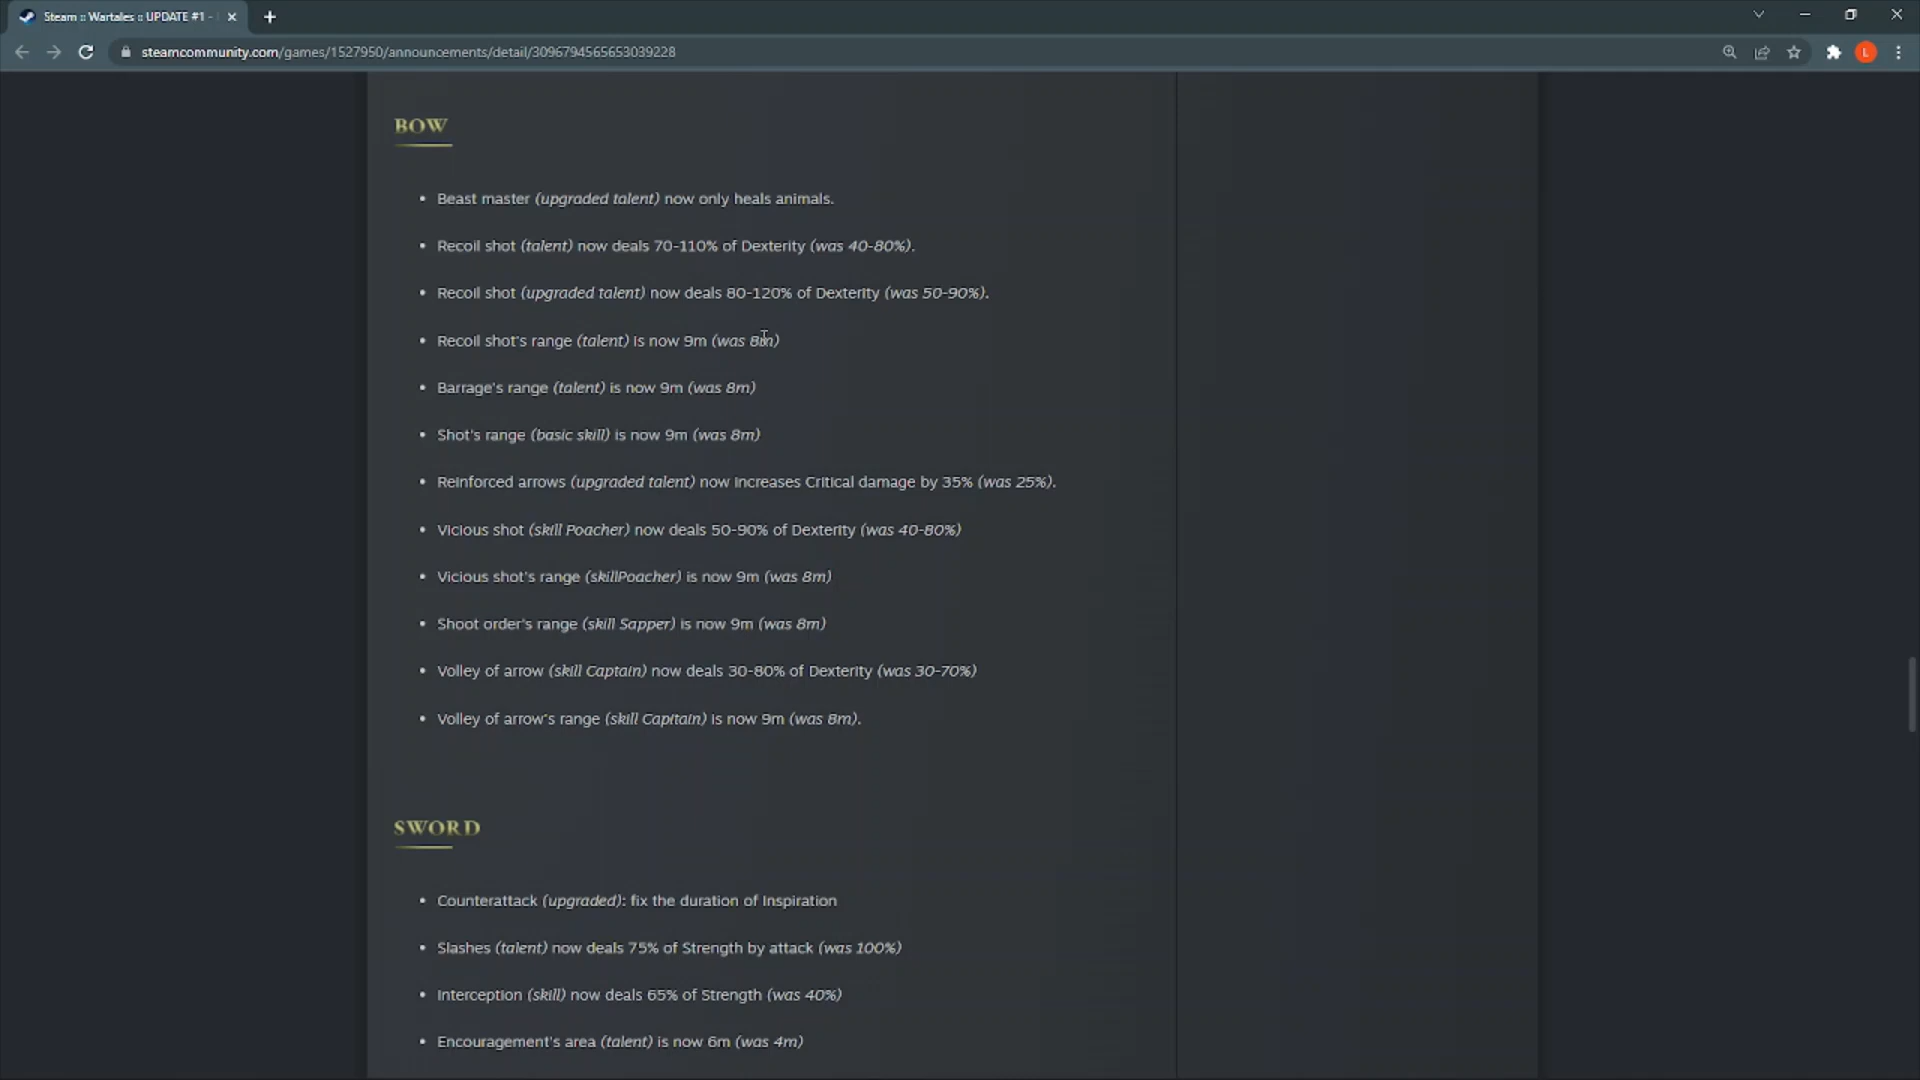 Steam :: Wartales :: UPDATE #1 -
steamcommunity.com/games/1527950/announcements/detail/3096794565653039228
L
BOW
• Beast master (upgraded talent) now only heals animals.
• Recoil shot (talent) now deals 70-110% of Dexterity (was 40-80%).
• Recoil shot (upgraded talent) now deals 80-120% of Dexterity (was 50-90%).
• Recoil shot's range (talent) is now 9m (was 8m)
• Barrage's range (talent) is now 9m (was 8m)
• Shot's range (basic skill) is now 9m (was 8m)
• Reinforced arrows (upgraded talent) now increases Critical damage by 35% (was 25%).
• Vicious shot (skill Poacher) now deals 50-90% of Dexterity (was 40-80%)
• Vicious shot's range (skillPoacher) is now 9m (was 8m)
• Shoot order's range (skill Sapper) is now 9m (was 8m)
• Volley of arrow (skill Captain) now deals 30-80% of Dexterity (was 30-70%)
• Volley of arrow's range (skill Capitain) is now 9m (was 8m).
SWORD
• Counterattack (upgraded): fix the duration of Inspiration
• Slashes (talent) now deals 75% of Strength by attack (was 100%)
• Interception (skill) now deals 65% of Strength (was 40%)
• Encouragement's area (talent) is now 6m (was 4m)